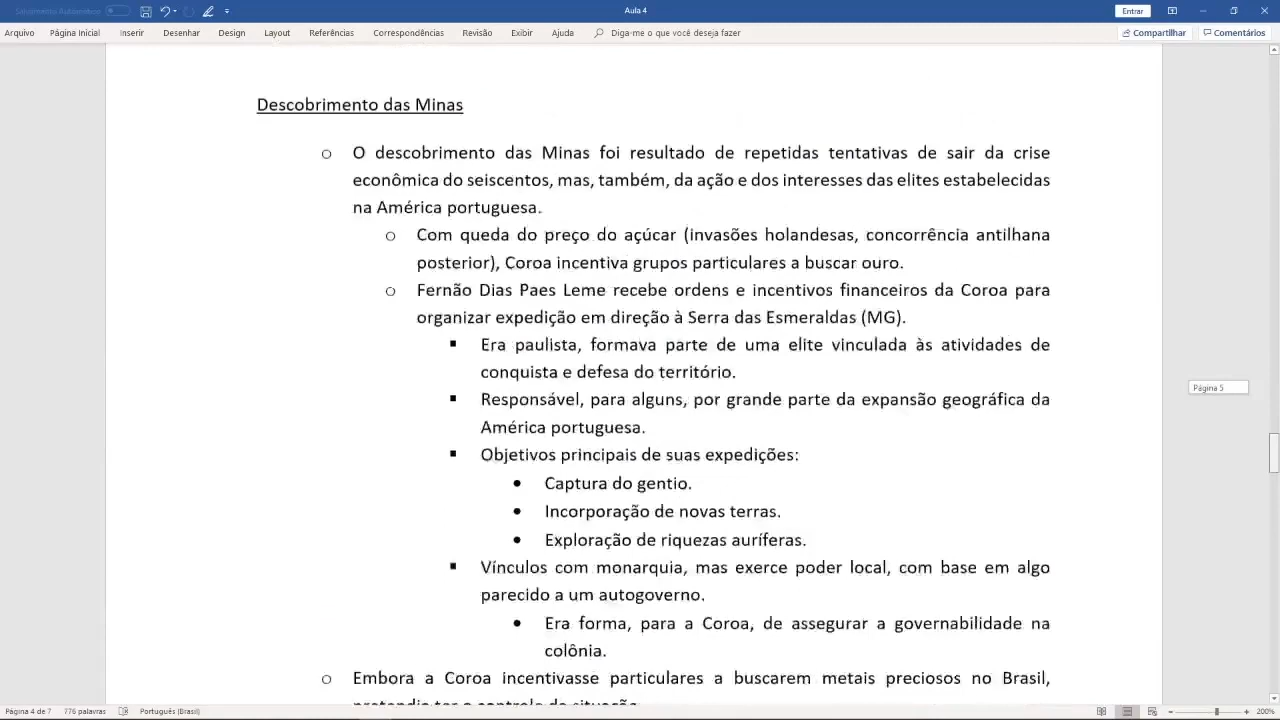 Salvamento Automático
Aula 4
Entrar
Arquivo Página Inicial Inserir Desenhar Design Layout Referências Correspondências Revisão Exibir Ajuda Diga-me o que você deseja fazer Compartilhar Comentários
Descobrimento das Minas
o O descobrimento das Minas foi resultado de repetidas tentativas de sair da crise
econômica do seiscentos, mas, também, da ação e dos interesses das elites estabelecidas
na América portuguesa.
o Com queda do preço do açúcar (invasões holandesas, concorrência antilhana
posterior), Coroa incentiva grupos particulares a buscar ouro.
o Fernão Dias Paes Leme recebe ordens e incentivos financeiros da Coroa para
organizar expedição em direção à Serra das Esmeraldas (MG).
▪ Era paulista, formava parte de uma elite vinculada às atividades de
conquista e defesa do território.
▪ Responsável, para alguns, por grande parte da expansão geográfica da
América portuguesa.
▪ Objetivos principais de suas expedições:
• Captura do gentio.
• Incorporação de novas terras.
• Exploração de riquezas auríferas.
▪ Vínculos com monarquia, mas exerce poder local, com base em algo
parecido a um autogoverno.
• Era forma, para a Coroa, de assegurar a governabilidade na
colônia.
o Embora a Coroa incentivasse particulares a buscarem metais preciosos no Brasil,
pretendia ter o controle da situação.
Página 5
Página 4 de 7 776 palavras Português (Brasil) 200%